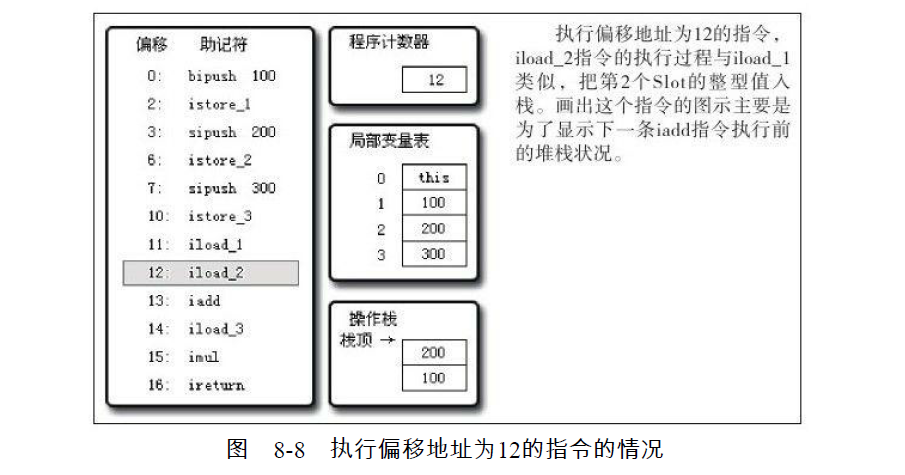 偏移 助记符
0: bipush 100
2: istore_1
3: sipush 200
6: istore_2
7: sipush 300
10: istore_3
11: iload_1
12: iload_2
13: iadd
14: iload_3
15: imul
16: ireturn
程序计数器
12
局部变量表
0 this
1 100
2 200
3 300
操作栈
栈顶 →
200
100
执行偏移地址为12的指令，
iload_2指令的执行过程与iload_1
类似，把第2个Slot的整型值入
栈。画出这个指令的图示主要是
为了显示下一条iadd指令执行前
的堆栈状况。
图 8-8 执行偏移地址为12的指令的情况